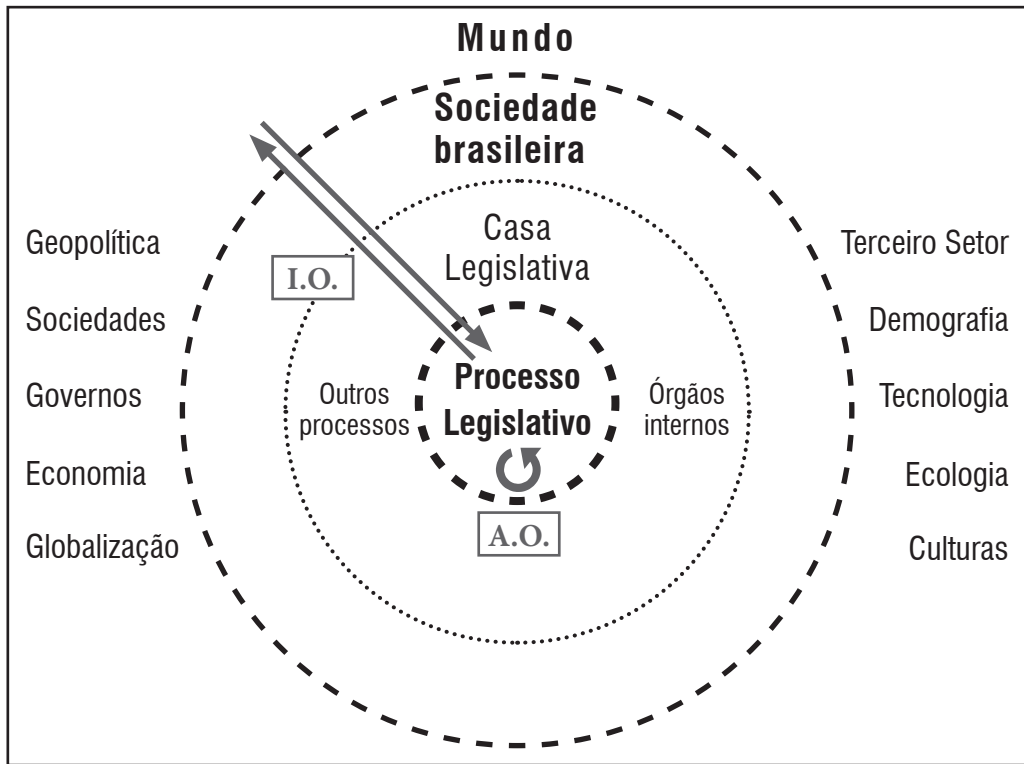 Mundo
Sociedade
brasileira
Casa
Legislativa
Geopolítica
Terceiro Setor
I.O.
Sociedades
Demografia
Processo
Legislativo
Outros
processos
Órgãos
internos
Governos
Tecnologia
Economia
Ecologia
A.O.
Globalização
Culturas